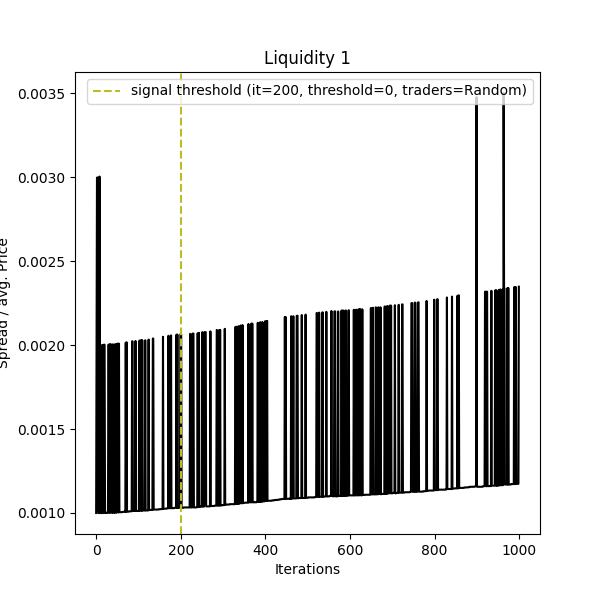 Liquidity 1
signal threshold (it=200, threshold=0, traders=Random)
0.0035
0.0030
0.0025
0.0020
0.0015
0.0010
Spread / avg. Price
0 200 400 600 800 1000
Iterations